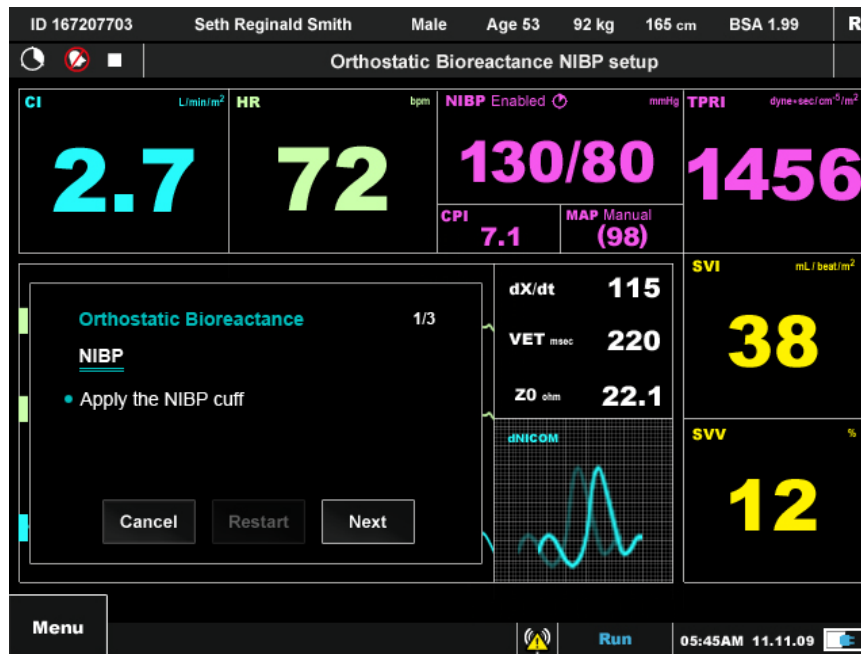 ID 167207703 Seth Reginald Smith Male Age 53 92 kg 165 cm BSA 1.99 R
Orthostatic Bioreactance NIBP setup
CI L/min/m² HR bpm NIBP Enabled mmHg TPRI dyne•sec/cm⁻⁵/m²
2.7 72 130/80 1456
CPI MAP Manual
7.1 (98)
SVI mL/beat/m²
38
dX/dt 115
VET msec 220
Z0 ohm 22.1
Orthostatic Bioreactance 1/3
NIBP
• Apply the NIBP cuff
Cancel Restart Next
dNICOM
SVV %
12
Menu
Run 05:45AM 11.11.09